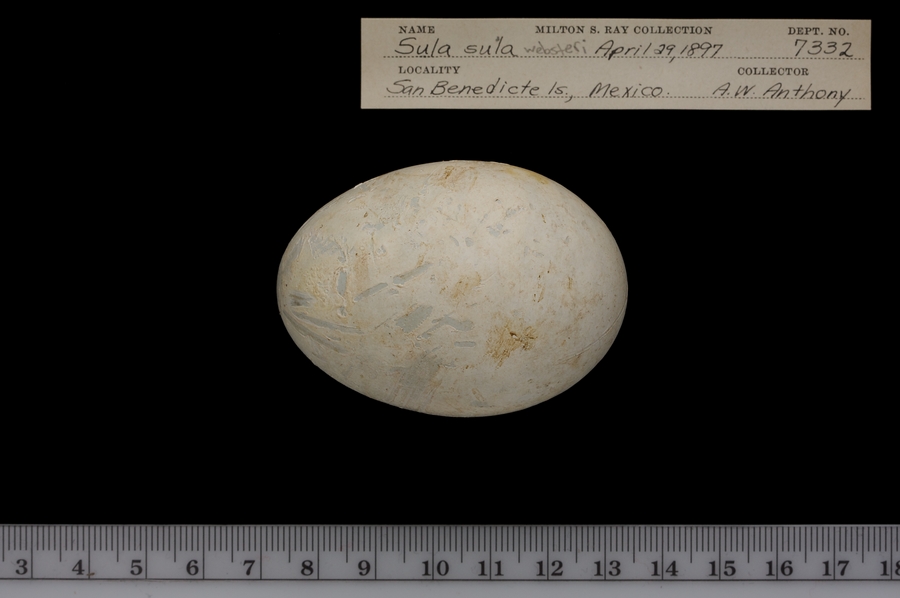 NAME MILTON S. RAY COLLECTION DEPT. NO.
Sula sula websteri April 29, 1897 7332
LOCALITY COLLECTOR
San Benedicte Is., Mexico. A.W. Anthony
3 4 5 6 7 8 9 10 11 12 13 14 15 16 17 18